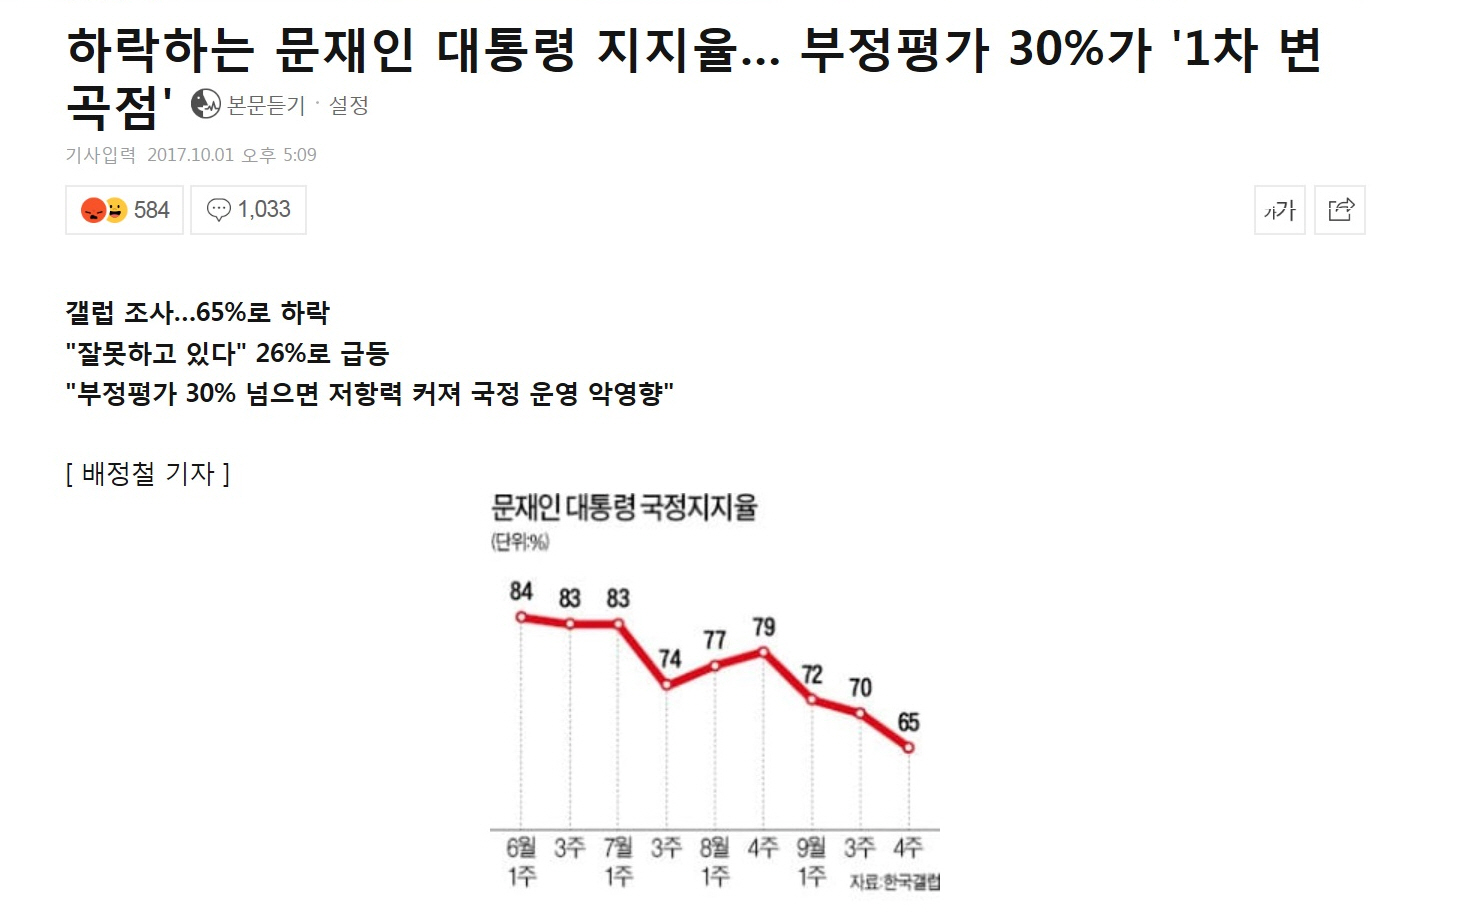 하락하는 문재인 대통령 지지율... 부정평가 30%가 '1차 변
곡점' 본문듣기 · 설정
기사입력 2017.10.01 오후 5:09
584 1,033 가가
갤럽 조사...65%로 하락
"잘못하고 있다" 26%로 급등
"부정평가 30% 넘으면 저항력 커져 국정 운영 악영향"
[ 배정철 기자 ]
문재인 대통령 국정지지율
(단위:%)
84 83 83 74 77 79 72 70 65
6월 3주 7월 3주 8월 4주 9월 3주 4주
1주 1주 1주 1주 자료:한국갤럽